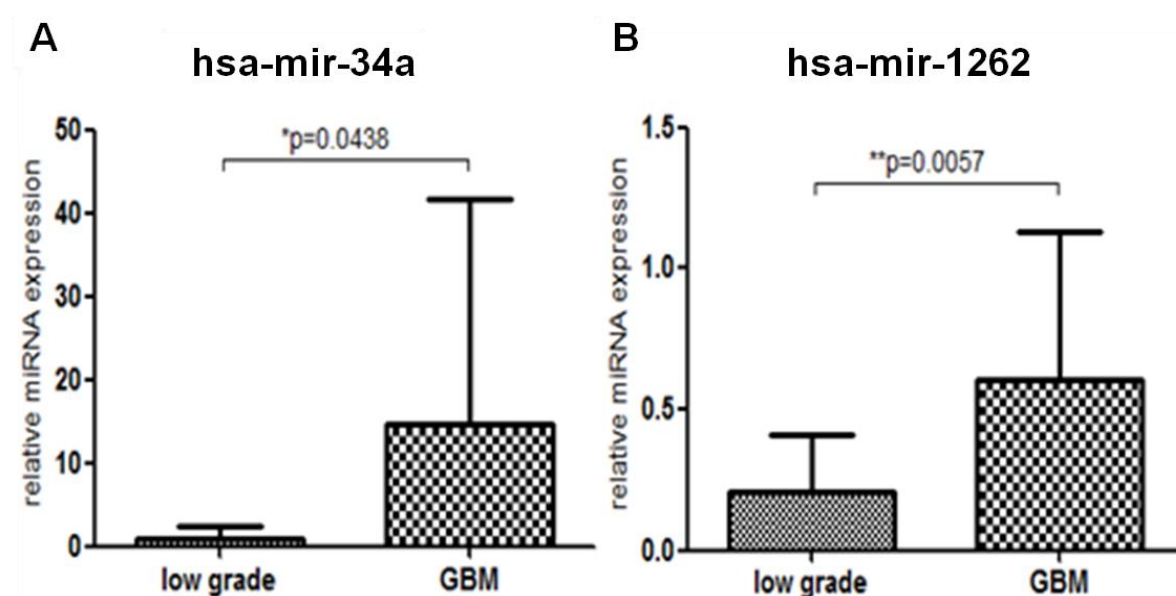 A
hsa-mir-34a
*p=0.0438
relative miRNA expression
50
40
30
20
10
0
low grade
GBM
B
hsa-mir-1262
**p=0.0057
relative miRNA expression
1.5
1.0
0.5
0.0
low grade
GBM